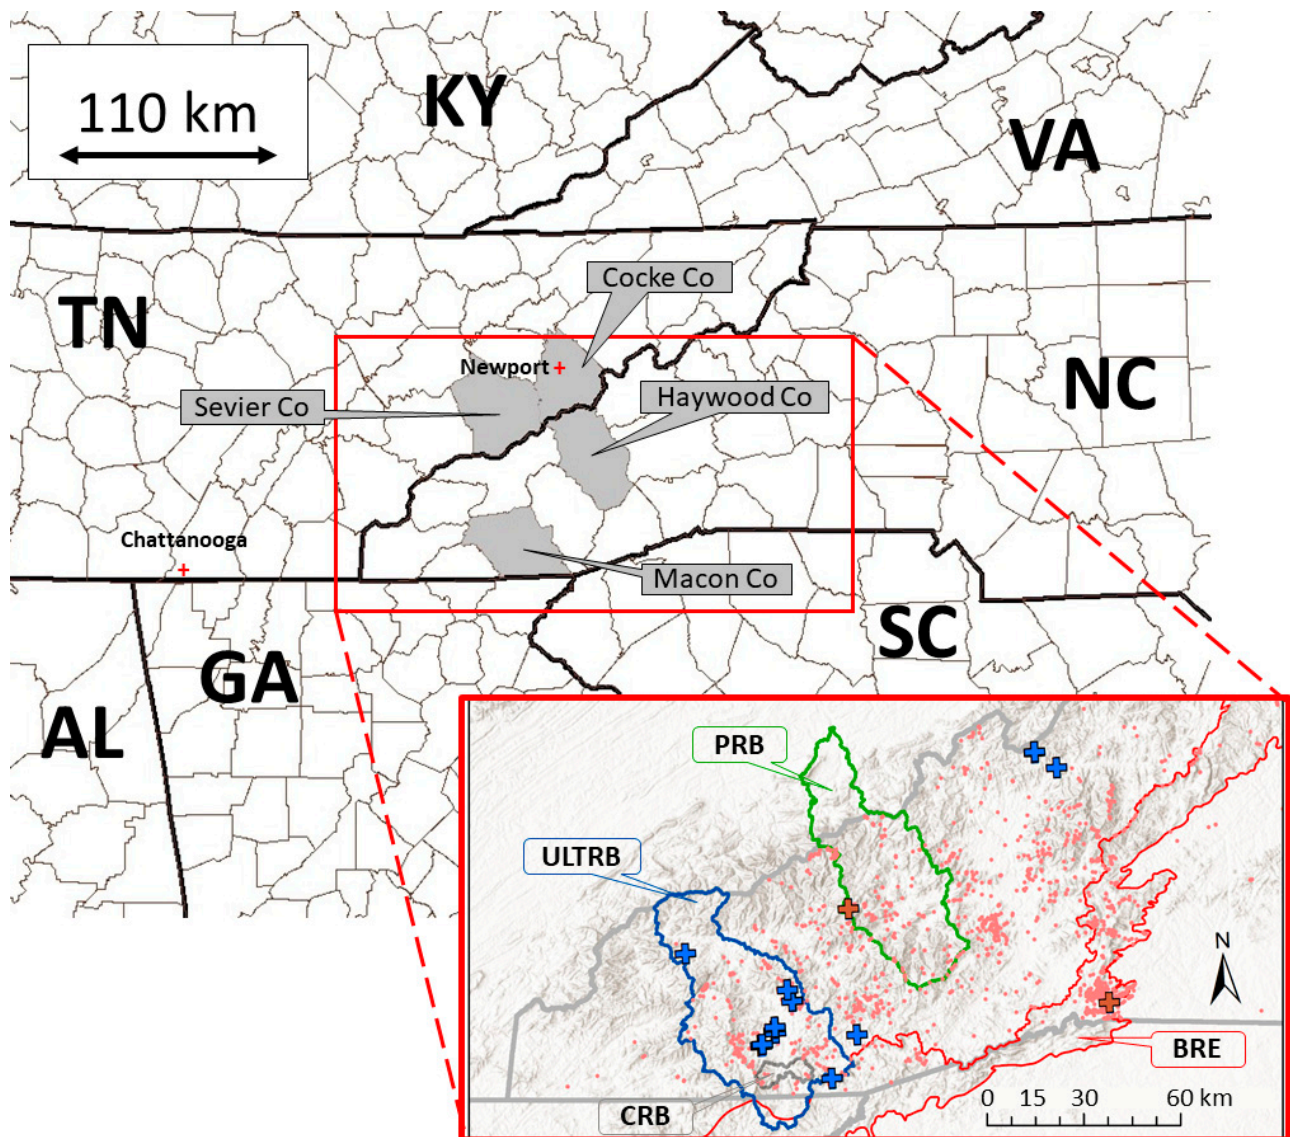 110 km
KY
VA
Cocke Co
TN
Newport
NC
Haywood Co
Sevier Co
Chattanooga
Macon Co
SC
GA
AL
PRB
ULTRB
N
BRE
CRB
0 15 30 60 km